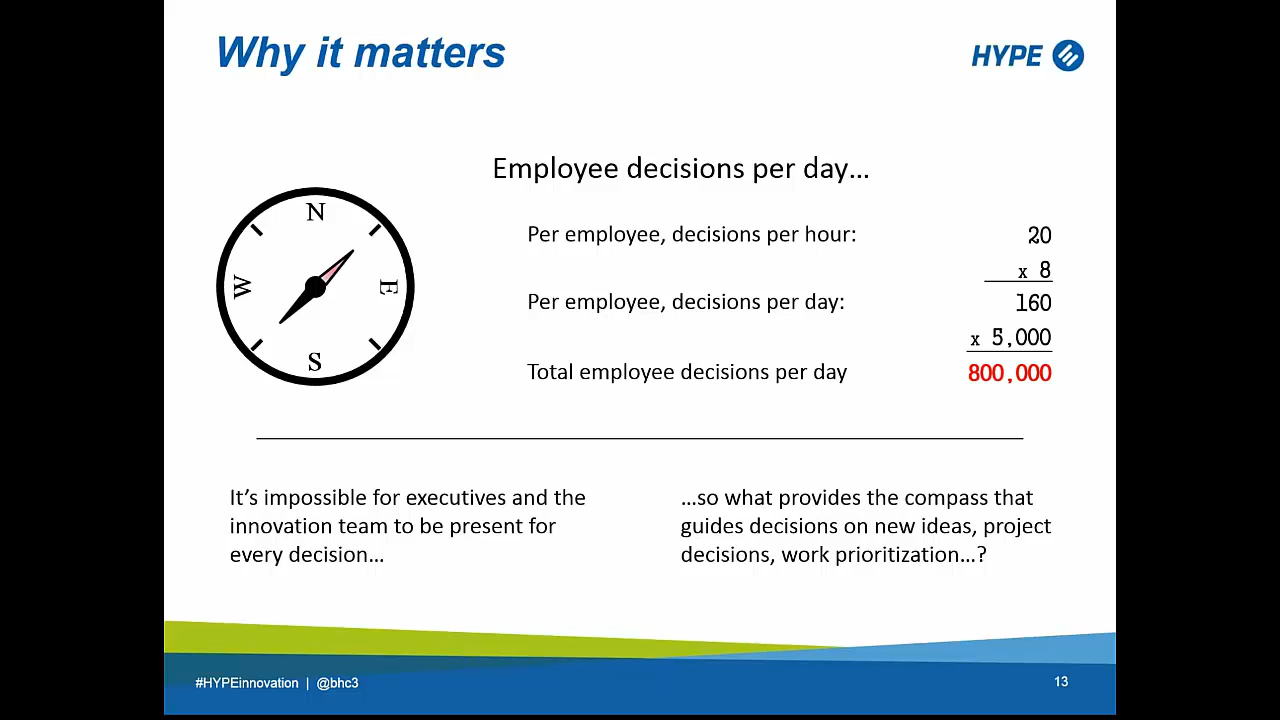 Why it matters
HYPE
Employee decisions per day…
N
W
E
S
Per employee, decisions per hour: 20
x 8
Per employee, decisions per day: 160
x 5,000
Total employee decisions per day 800,000
It’s impossible for executives and the
innovation team to be present for
every decision…
…so what provides the compass that
guides decisions on new ideas, project
decisions, work prioritization…?
#HYPEinnovation | @bhc3
13